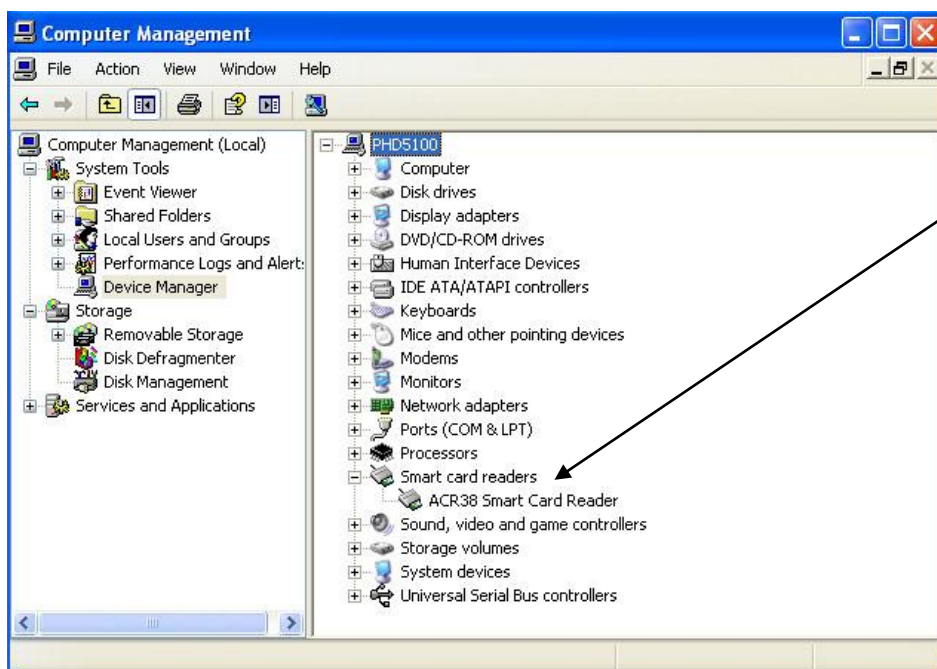 Computer Management
File Action View Window Help
Computer Management (Local)
System Tools
Event Viewer
Shared Folders
Local Users and Groups
Performance Logs and Alert:
Device Manager
Storage
Removable Storage
Disk Defragmenter
Disk Management
Services and Applications
PHD5100
Computer
Disk drives
Display adapters
DVD/CD-ROM drives
Human Interface Devices
IDE ATA/ATAPI controllers
Keyboards
Mice and other pointing devices
Modems
Monitors
Network adapters
Ports (COM & LPT)
Processors
Smart card readers
ACR38 Smart Card Reader
Sound, video and game controllers
Storage volumes
System devices
Universal Serial Bus controllers